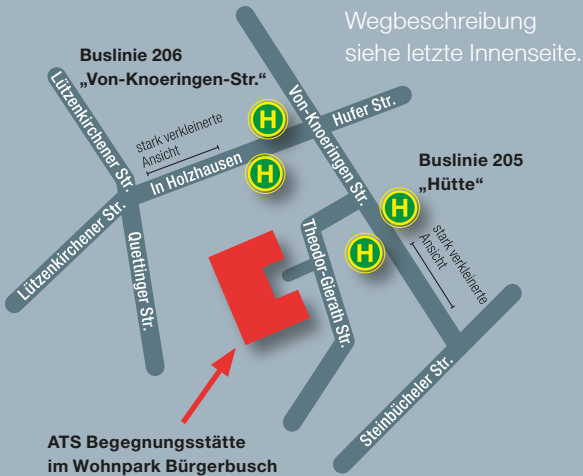 Wegbeschreibung
siehe letzte Innenseite.
Buslinie 206
„Von-Knoeringen-Str.“
Lützenkirchener Str.
stark verkleinerte
Ansicht
In Holzhausen
H
H
Von-Knoeringen Str.
Hufer Str.
Buslinie 205
„Hütte“
H
H
stark verkleinerte
Ansicht
Lützenkirchener Str.
Quettinger Str.
Theodor-Gierath Str.
Steinbücheler Str.
ATS Begegnungsstätte
im Wohnpark Bürgerbusch